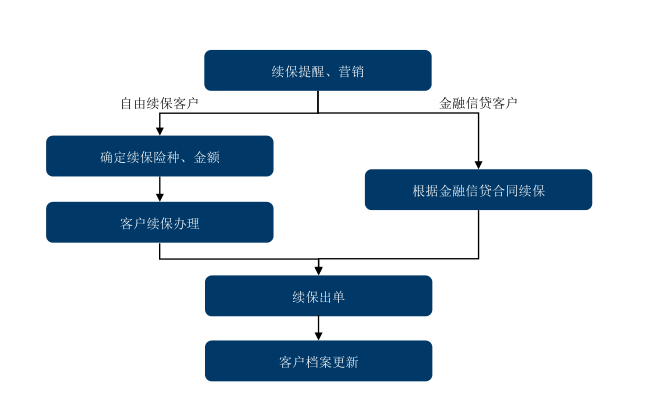 续保提醒、营销
自由续保客户
金融信贷客户
确定续保险种、金额
根据金融信贷合同续保
客户续保办理
续保出单
客户档案更新